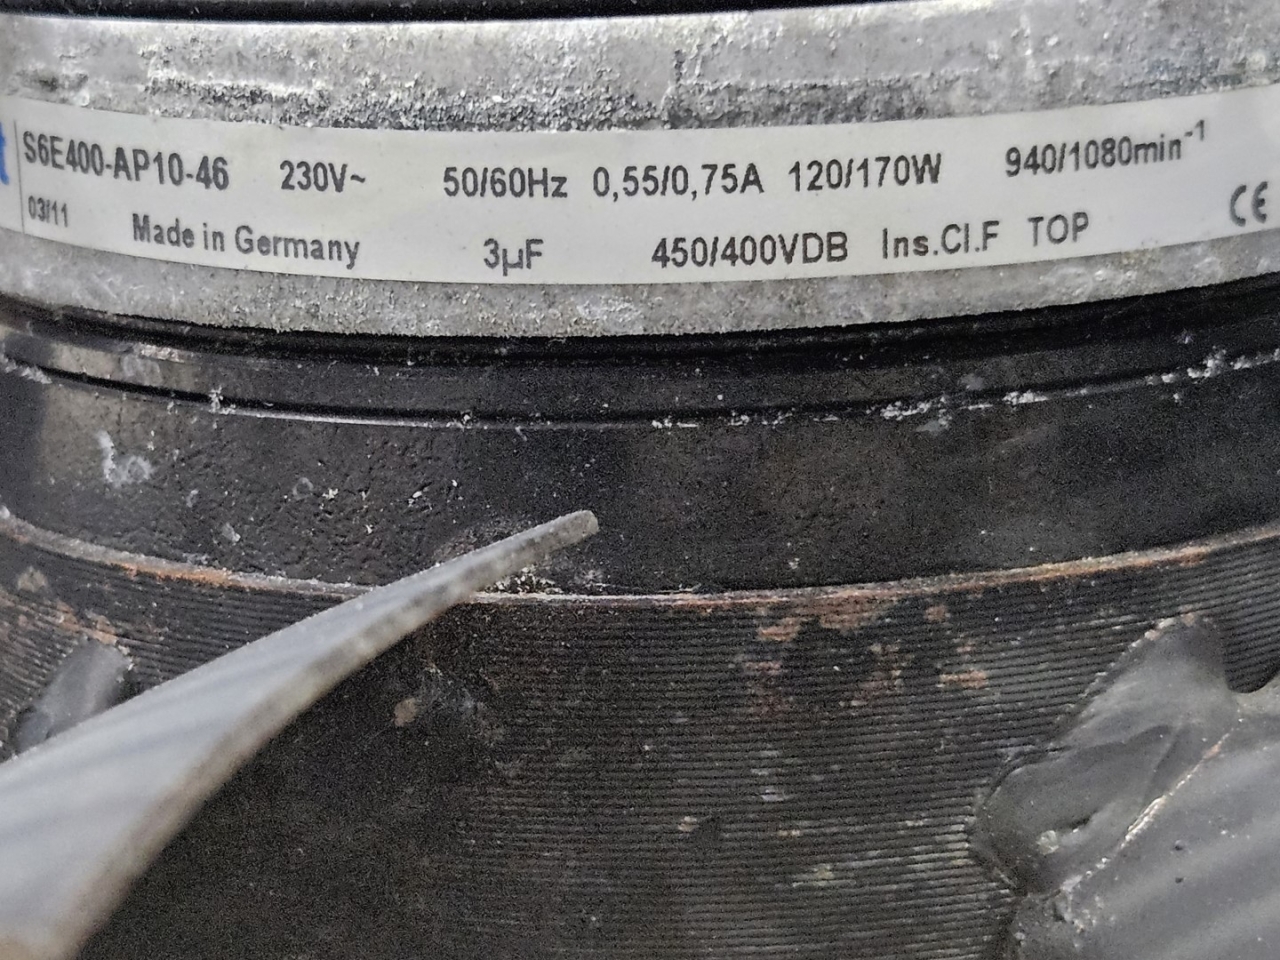 S6E400-AP10-46 230V~ 50/60Hz 0,55/0,75A 120/170W 940/1080min⁻¹
03/11 Made in Germany 3µF 450/400VDB Ins.Cl.F TOP CE